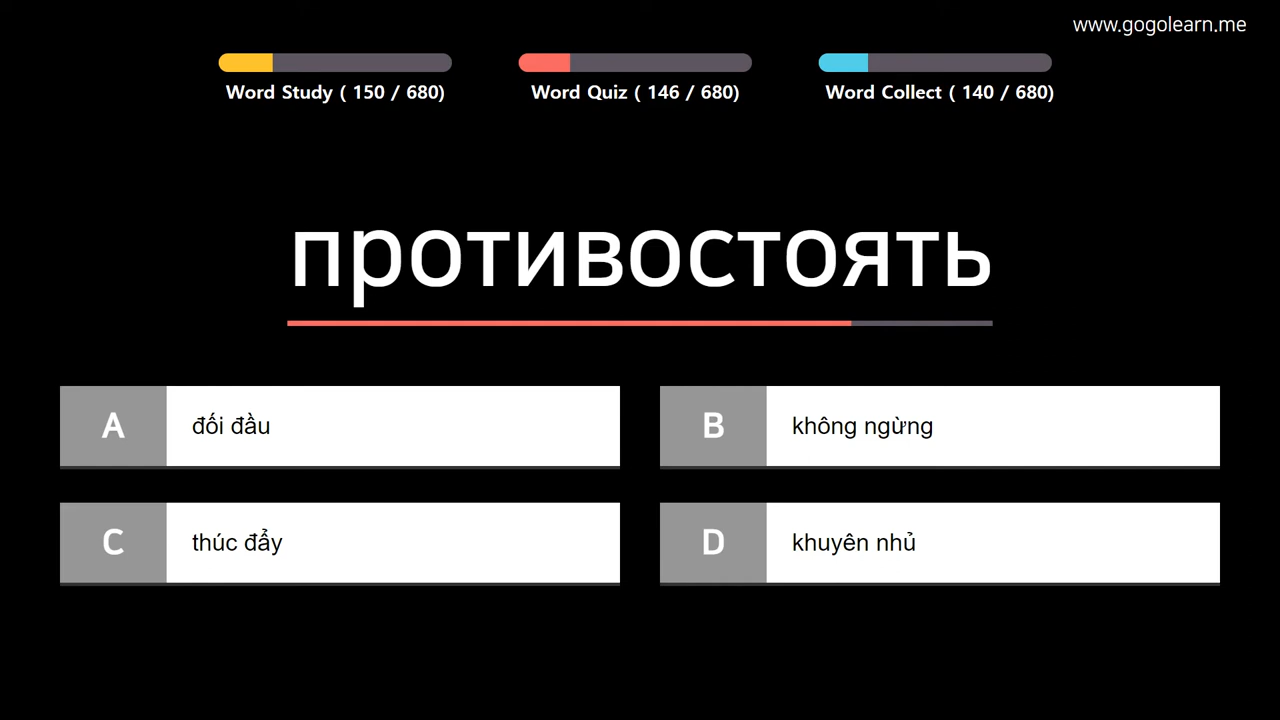 www.gogolearn.me
Word Study ( 150 / 680)
Word Quiz ( 146 / 680)
Word Collect ( 140 / 680)
противостоять
A đối đầu
B không ngừng
C thúc đẩy
D khuyên nhủ